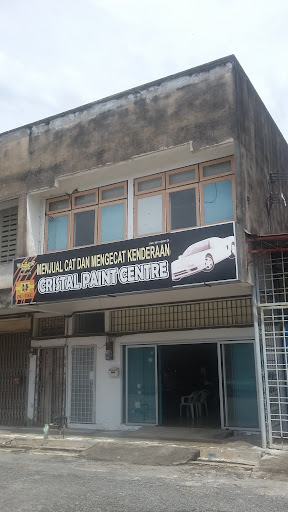 MENJUAL CAT DAN MENGECAT KENDERAAN
CRISTAL PAINT CENTRE